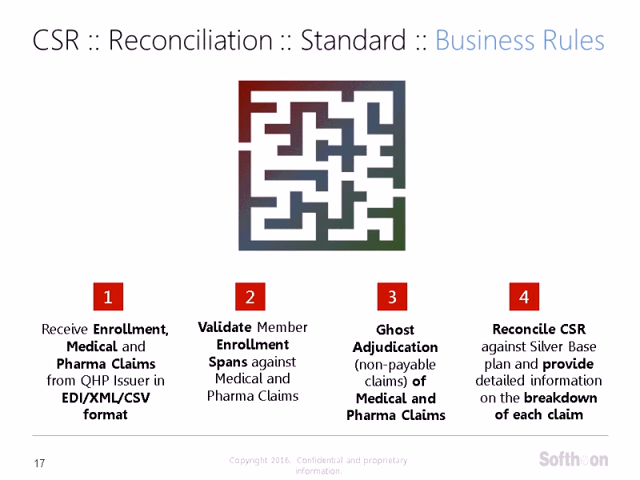 CSR :: Reconciliation :: Standard :: Business Rules
1
Receive Enrollment,
Medical and
Pharma Claims
from QHP Issuer in
EDI/XML/CSV
format
2
Validate Member
Enrollment
Spans against
Medical and
Pharma Claims
3
Ghost
Adjudication
(non-payable
claims) of
Medical and
Pharma Claims
4
Reconcile CSR
against Silver Base
plan and provide
detailed information
on the breakdown
of each claim
17
Copyright 2016. Confidential and proprietary
information.
Softheon